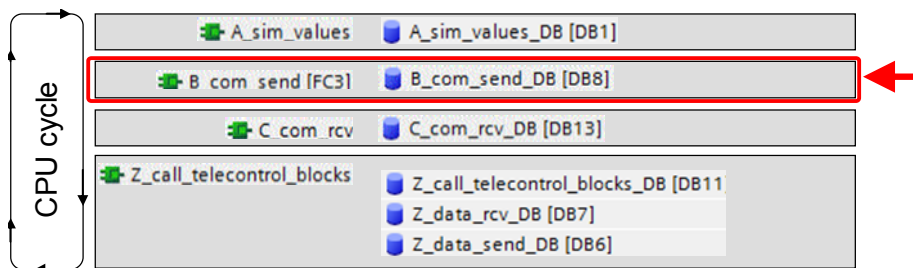 CPU cycle
A_sim_values A_sim_values_DB [DB1]
B_com_send [FC3] B_com_send_DB [DB8]
C_com_rcv C_com_rcv_DB [DB13]
Z_call_telecontrol_blocks Z_call_telecontrol_blocks_DB [DB11
Z_data_rcv_DB [DB7]
Z_data_send_DB [DB6]